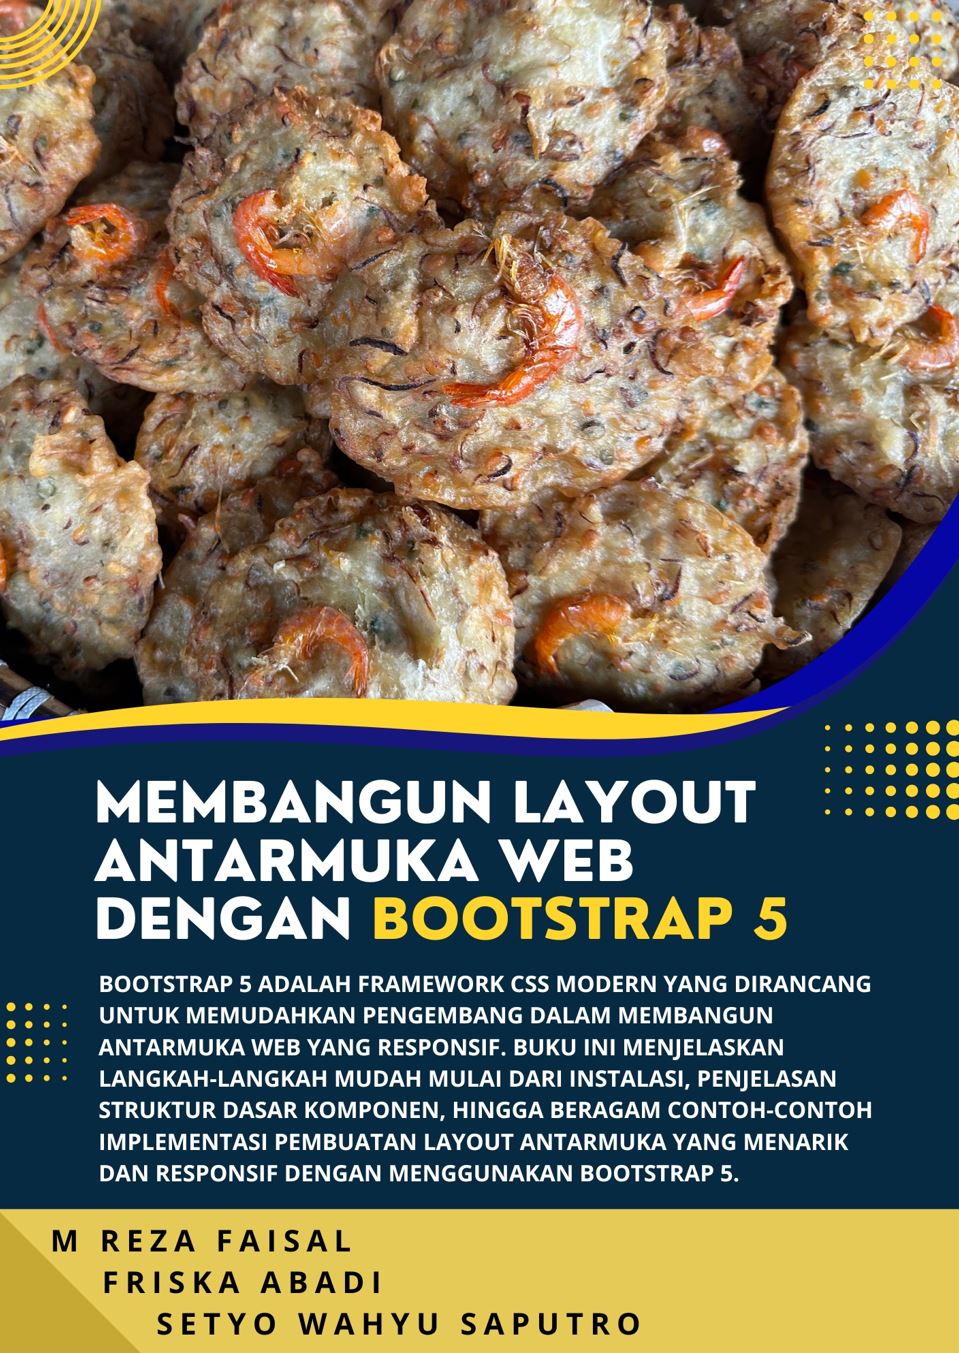 MEMBANGUN LAYOUT
ANTARMUKA WEB
DENGAN BOOTSTRAP 5
BOOTSTRAP 5 ADALAH FRAMEWORK CSS MODERN YANG DIRANCANG
UNTUK MEMUDAHKAN PENGEMBANG DALAM MEMBANGUN
ANTARMUKA WEB YANG RESPONSIF. BUKU INI MENJELASKAN
LANGKAH-LANGKAH MUDAH MULAI DARI INSTALASI, PENJELASAN
STRUKTUR DASAR KOMPONEN, HINGGA BERAGAM CONTOH-CONTOH
IMPLEMENTASI PEMBUATAN LAYOUT ANTARMUKA YANG MENARIK
DAN RESPONSIF DENGAN MENGGUNAKAN BOOTSTRAP 5.
M REZA FAISAL
FRISKA ABADI
SETYO WAHYU SAPUTRO